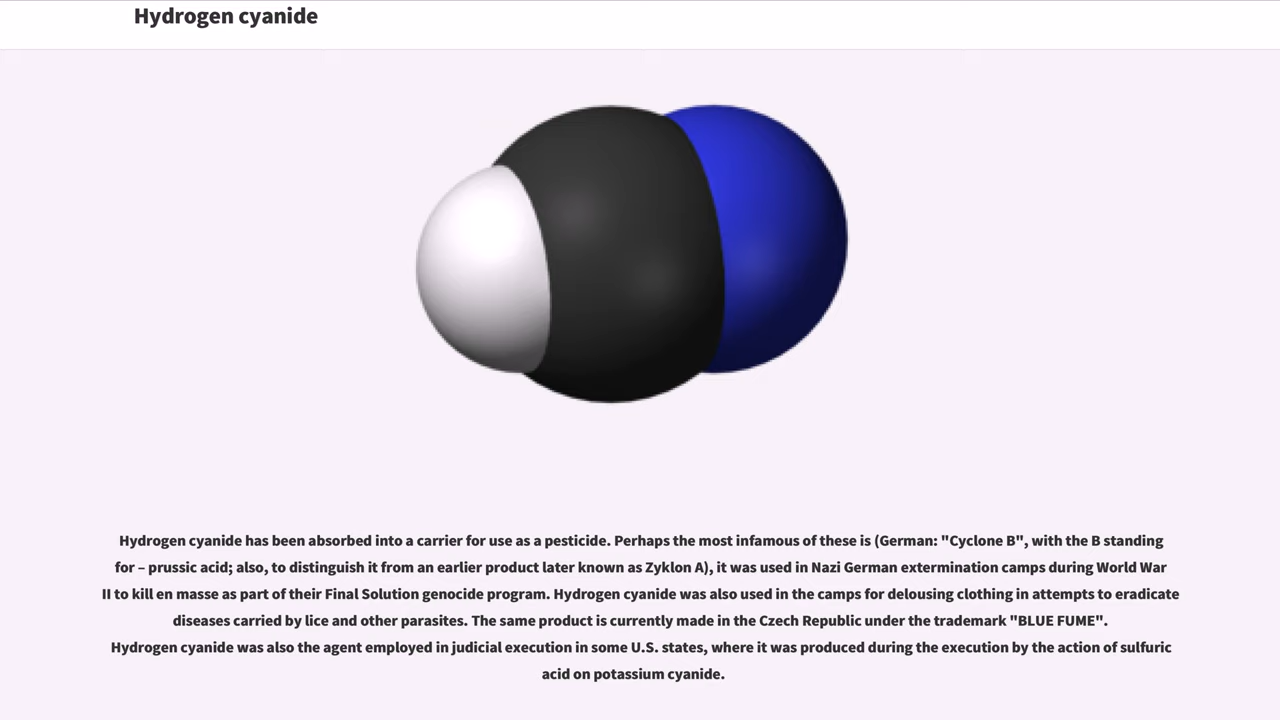 Hydrogen cyanide
Hydrogen cyanide has been absorbed into a carrier for use as a pesticide. Perhaps the most infamous of these is (German: "Cyclone B", with the B standing
for – prussic acid; also, to distinguish it from an earlier product later known as Zyklon A), it was used in Nazi German extermination camps during World War
II to kill en masse as part of their Final Solution genocide program. Hydrogen cyanide was also used in the camps for delousing clothing in attempts to eradicate
diseases carried by lice and other parasites. The same product is currently made in the Czech Republic under the trademark "BLUE FUME".
Hydrogen cyanide was also the agent employed in judicial execution in some U.S. states, where it was produced during the execution by the action of sulfuric
acid on potassium cyanide.